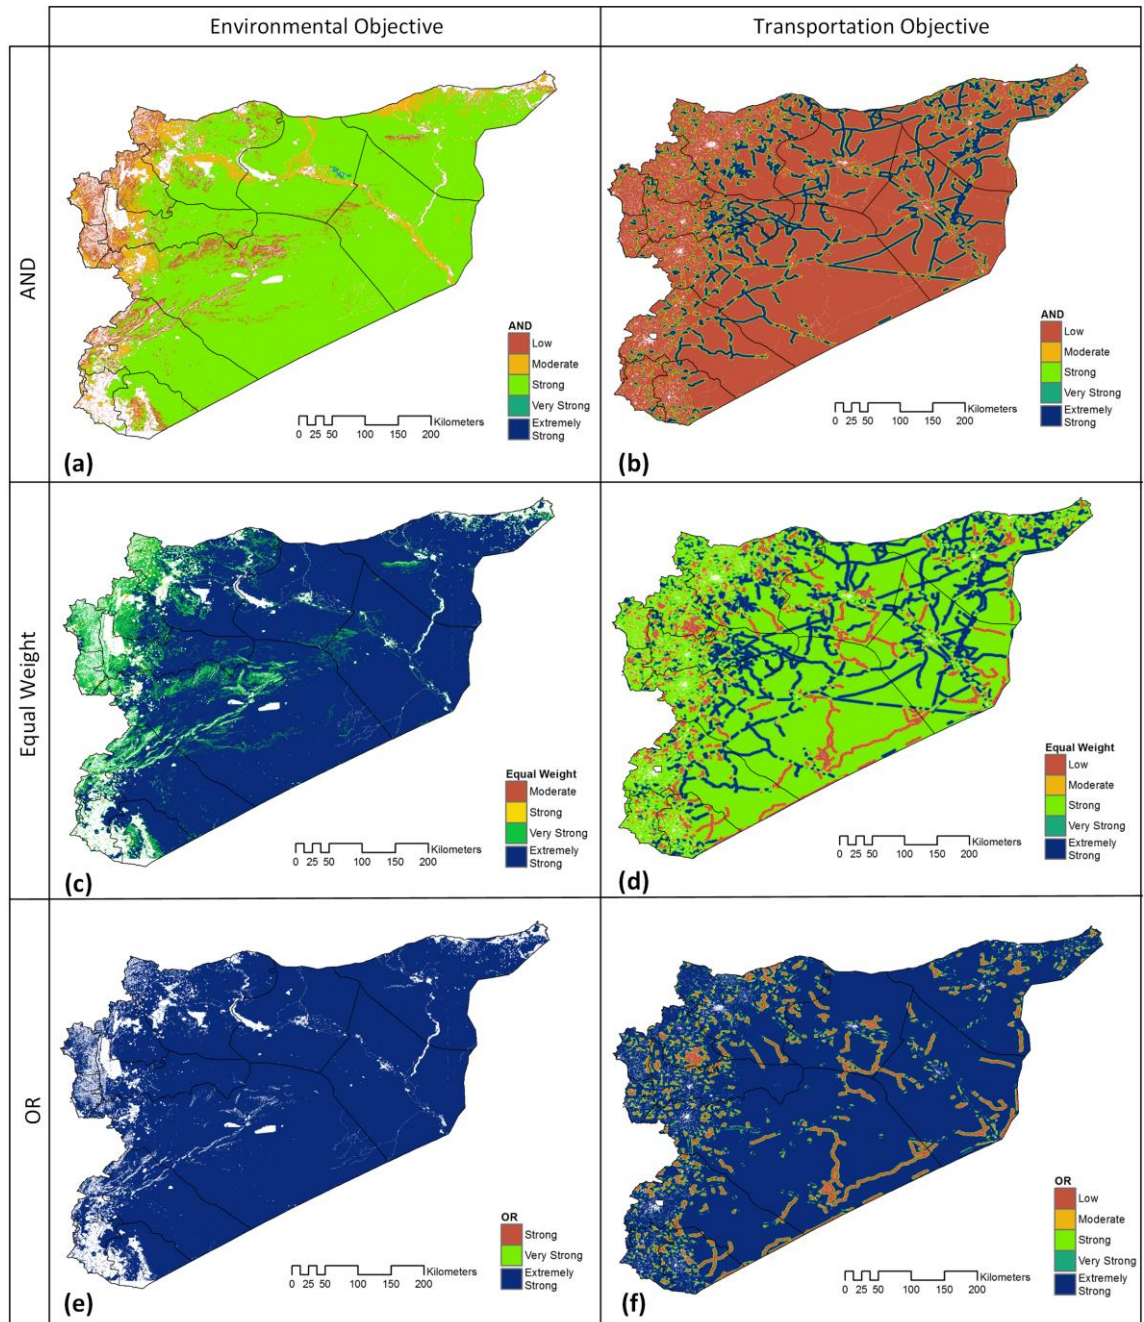 Environmental Objective
Transportation Objective
AND
AND
Low
Moderate
Strong
Very Strong
Extremely
Strong
Kilometers
0 25 50 100 150 200
(a)
AND
Low
Moderate
Strong
Very Strong
Extremely
Strong
Kilometers
0 25 50 100 150 200
(b)
Equal Weight
Equal Weight
Moderate
Strong
Very Strong
Extremely
Strong
Kilometers
0 25 50 100 150 200
(c)
Equal Weight
Low
Moderate
Strong
Very Strong
Extremely
Strong
Kilometers
0 25 50 100 150 200
(d)
OR
OR
Strong
Very Strong
Extremely
Strong
Kilometers
0 25 50 100 150 200
(e)
OR
Low
Moderate
Strong
Very Strong
Extremely
Strong
Kilometers
0 25 50 100 150 200
(f)